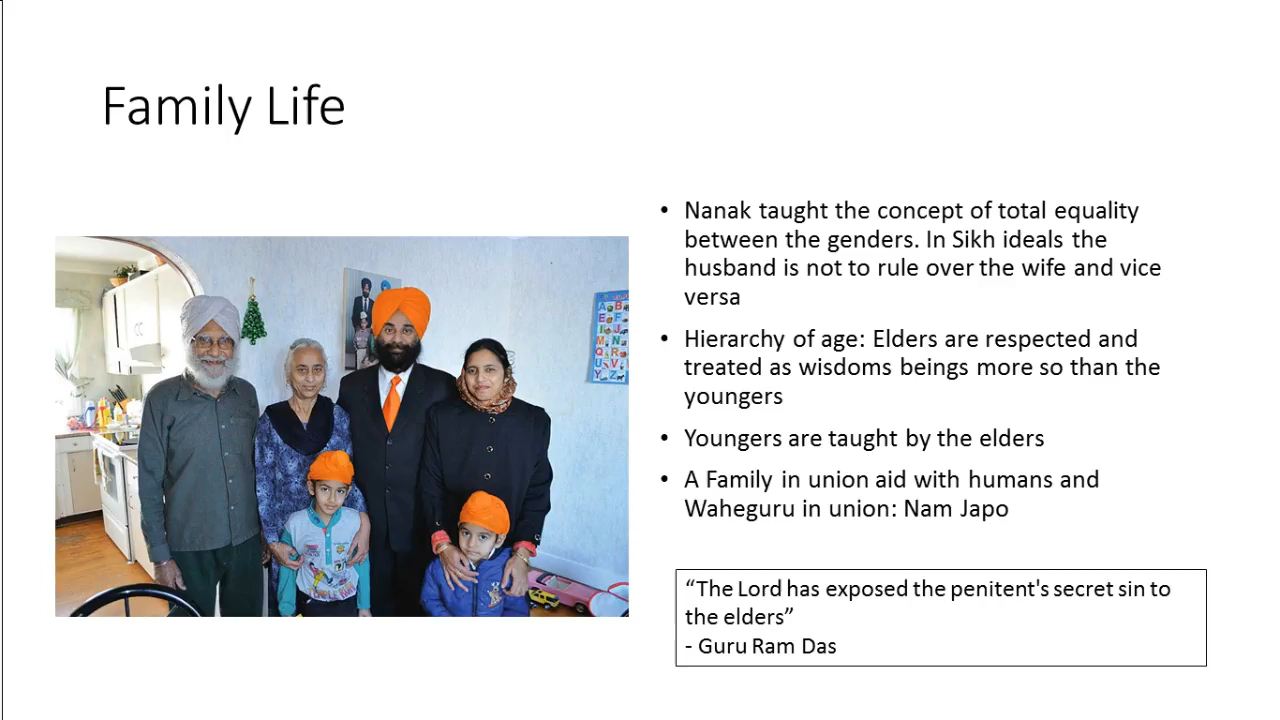 Family Life
• Nanak taught the concept of total equality
between the genders. In Sikh ideals the
husband is not to rule over the wife and vice
versa
• Hierarchy of age: Elders are respected and
treated as wisdoms beings more so than the
youngers
• Youngers are taught by the elders
• A Family in union aid with humans and
Waheguru in union: Nam Japo
“The Lord has exposed the penitent's secret sin to
the elders”
- Guru Ram Das